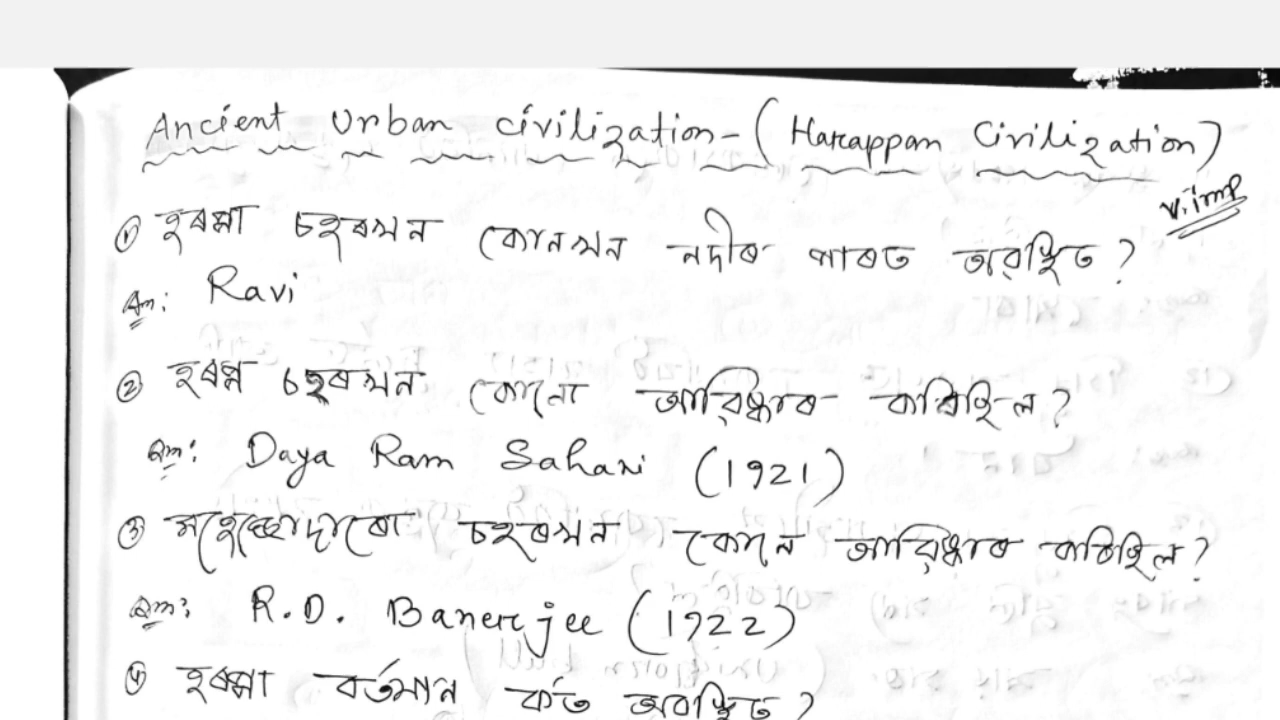 Ancient Urban civilization - (Harappan Civilization)
v.imp
① হৰপ্পা চহৰখন কোনখন নদীৰ পাৰত অৱস্থিত?
Ans: Ravi
② হৰপ্পা চহৰখন কোনে আৱিষ্কাৰ কৰিছিল?
Ans: Daya Ram Sahani (1921)
③ মহেঞ্জোদাৰো চহৰখন কোনে আৱিষ্কাৰ কৰিছিল?
Ans: R.D. Banerjee (1922)
④ হৰপ্পা বৰ্তমান ক'ত অৱস্থিত?